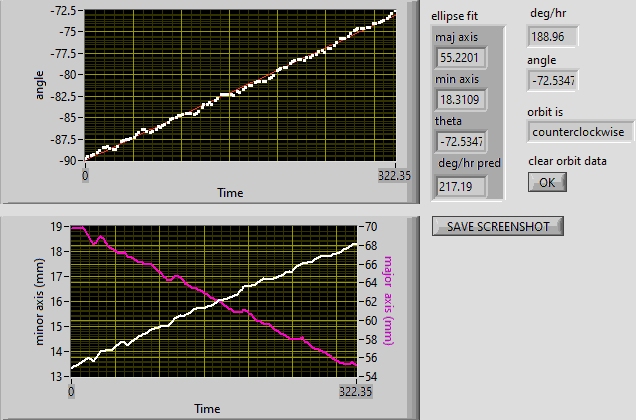 -72.5
-75
-77.5
-80
-82.5
-85
-87.5
-90
angle
0
322.35
Time
ellipse fit
maj axis
55.2201
min axis
18.3109
theta
-72.5347
deg/hr pred
217.19
deg/hr
188.96
angle
-72.5347
orbit is
counterclockwise
clear orbit data
OK
SAVE SCREENSHOT
19
18
17
16
15
14
13
minor axis (mm)
70
68
66
64
62
60
58
56
54
major axis (mm)
0
322.35
Time